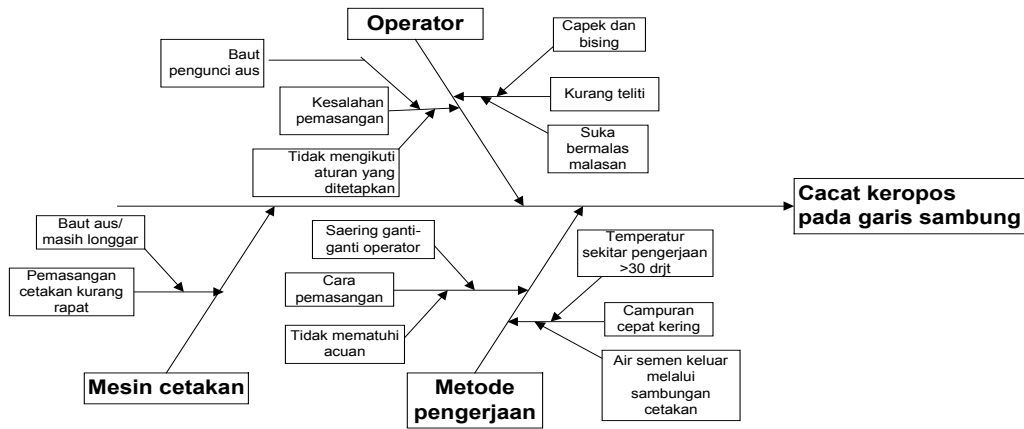 Operator
Capek dan
bising
Baut
pengunci aus
Kurang teliti
Kesalahan
pemasangan
Suka
bermalas
malasan
Tidak mengikuti
aturan yang
ditetapkan
Cacat keropos
pada garis sambung
Baut aus/
masih longgar
Saering ganti-
ganti operator
Temperatur
sekitar pengerjaan
>30 drjt
Pemasangan
cetakan kurang
rapat
Cara
pemasangan
Campuran
cepat kering
Tidak mematuhi
acuan
Air semen keluar
melalui
sambungan
cetakan
Mesin cetakan
Metode
pengerjaan